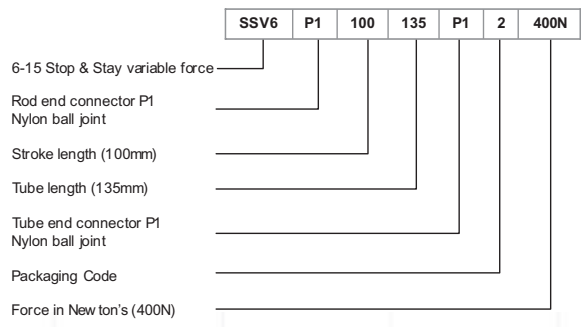 SSV6 P1 100 135 P1 2 400N
6-15 Stop & Stay variable force
Rod end connector P1
Nylon ball joint
Stroke length (100mm)
Tube length (135mm)
Tube end connector P1
Nylon ball joint
Packaging Code
Force in Newton's (400N)